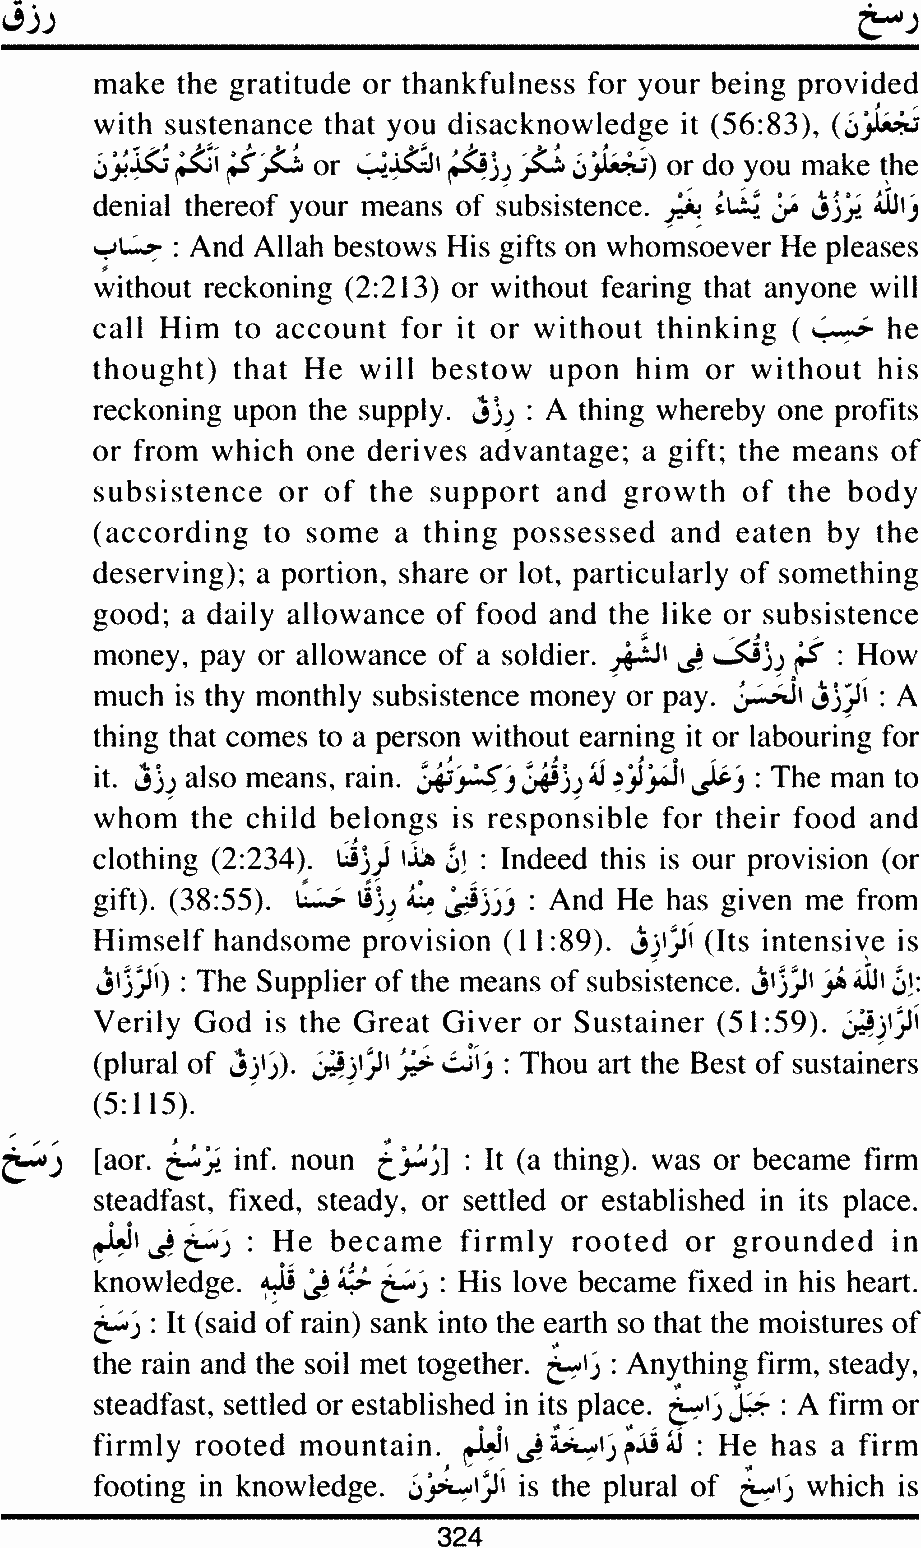 رزق رسخ
make the gratitude or thankfulness for your being provided
with sustenance that you disacknowledge it (56:83), (تَجْعَلُوْنَ
شُكْرَكُمْ اَنَّكُمْ تُكَذِّبُوْنَ or تَجْعَلُوْنَ شُكْرَ رِزْقِكُمُ التَّكْذِيْبَ) or do you make the
denial thereof your means of subsistence. وَاللّٰهُ يَرْزُقُ مَنْ يَّشَاءُ بِغَيْرِ
حِسَابٍ : And Allah bestows His gifts on whomsoever He pleases
without reckoning (2:213) or without fearing that anyone will
call Him to account for it or without thinking ( حَسِبَ he
thought) that He will bestow upon him or without his
reckoning upon the supply. رِزْقٌ : A thing whereby one profits
or from which one derives advantage; a gift; the means of
subsistence or of the support and growth of the body
(according to some a thing possessed and eaten by the
deserving); a portion, share or lot, particularly of something
good; a daily allowance of food and the like or subsistence
money, pay or allowance of a soldier. كَمْ رِزْقُكَ فِى الشَّهْرِ : How
much is thy monthly subsistence money or pay. اَلرِّزْقُ الْحَسَنُ : A
thing that comes to a person without earning it or labouring for
it. رِزْقٌ also means, rain. وَعَلَى الْمَوْلُوْدِ لَهُ رِزْقُهُنَّ وَكِسْوَتُهُنَّ : The man to
whom the child belongs is responsible for their food and
clothing (2:234). اِنَّ هٰذَا لَرِزْقُنَا : Indeed this is our provision (or
gift). (38:55). وَرَزَقَنِىْ مِنْهُ رِزْقًا حَسَنًا : And He has given me from
Himself handsome provision (11:89). اَلرَّازِقُ (Its intensive is
اَلرَّزَّاقُ) : The Supplier of the means of subsistence. اِنَّ اللّٰهَ هُوَ الرَّزَّاقُ:
Verily God is the Great Giver or Sustainer (51:59). اَلرَّازِقِيْنَ
(plural of رَازِقٌ). وَاَنْتَ خَيْرُ الرَّازِقِيْنَ : Thou art the Best of sustainers
(5:115).
رَسَخَ [aor. يَرْسُخُ inf. noun رُسُوْخٌ] : It (a thing). was or became firm
steadfast, fixed, steady, or settled or established in its place.
رَسَخَ فِى الْعِلْمِ : He became firmly rooted or grounded in
knowledge. رَسَخَ حُبُّهُ فِىْ قَلْبِهِ : His love became fixed in his heart.
رَسَخَ : It (said of rain) sank into the earth so that the moistures of
the rain and the soil met together. رَاسِخٌ : Anything firm, steady,
steadfast, settled or established in its place. جَبَلٌ رَاسِخٌ : A firm or
firmly rooted mountain. لَهُ قَدَمٌ رَاسِخَةٌ فِى الْعِلْمِ : He has a firm
footing in knowledge. اَلرَّاسِخُوْنَ is the plural of رَاسِخٌ which is
324